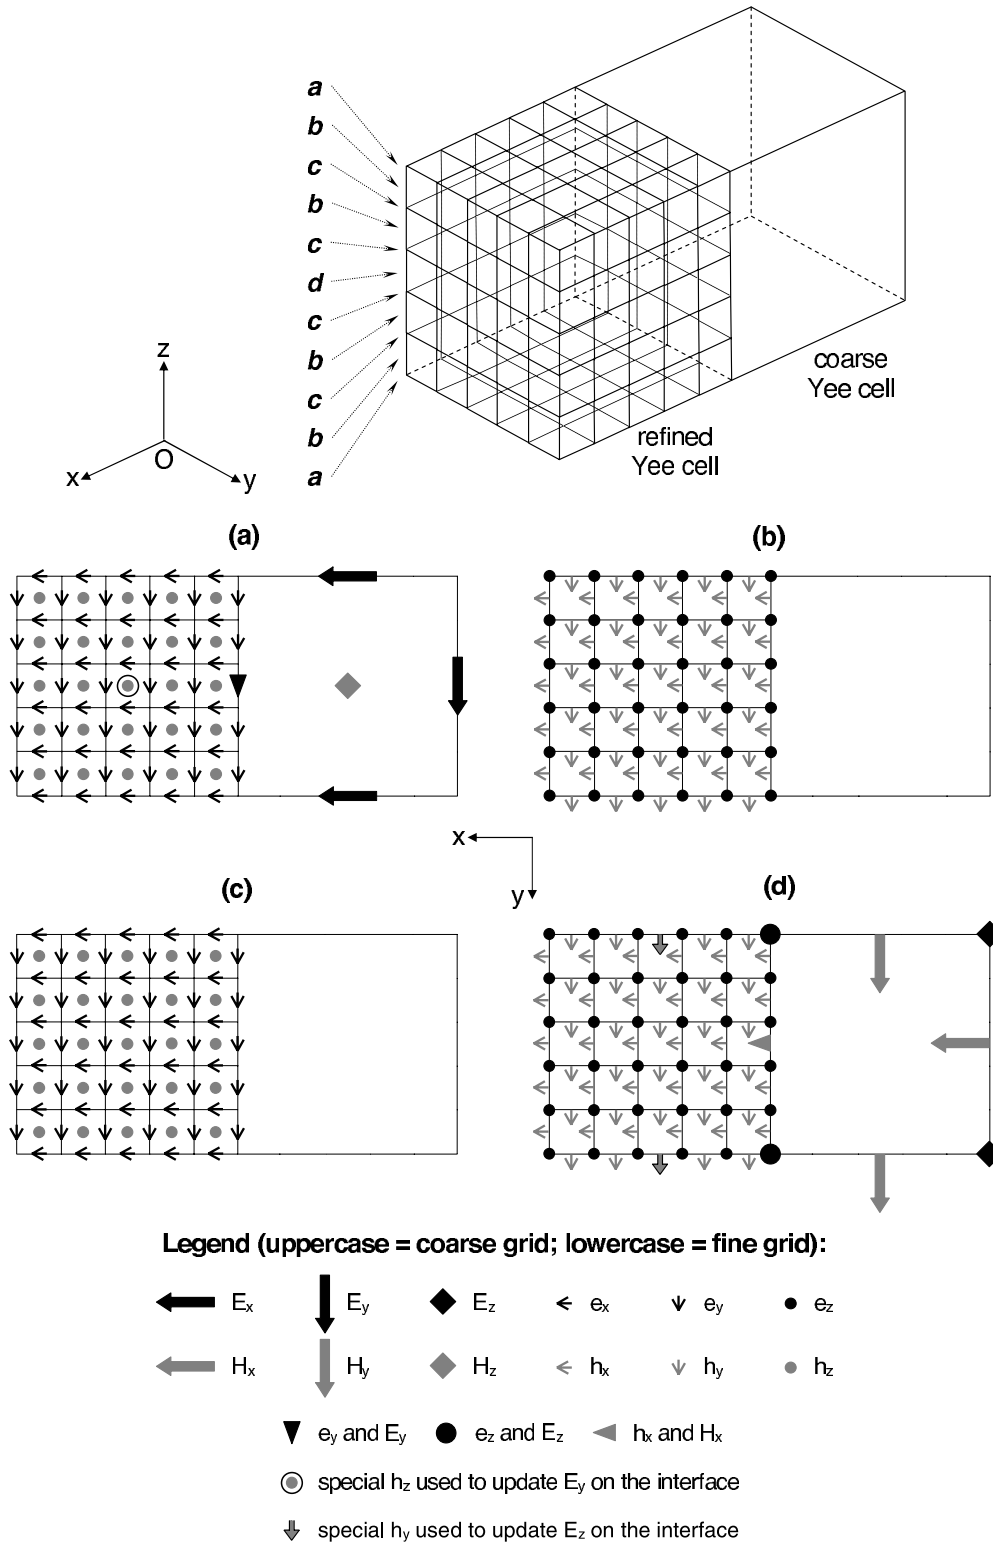 a
b
c
b
c
d
c
b
c
b
a
coarse
Yee cell
refined
Yee cell
z
O
x
y
(a)
(b)
x
y
(c)
(d)
Legend (uppercase = coarse grid; lowercase = fine grid):
Ex Ey Ez ex ey ez
Hx Hy Hz hx hy hz
ey and Ey ez and Ez hx and Hx
special hz used to update Ey on the interface
special hy used to update Ez on the interface